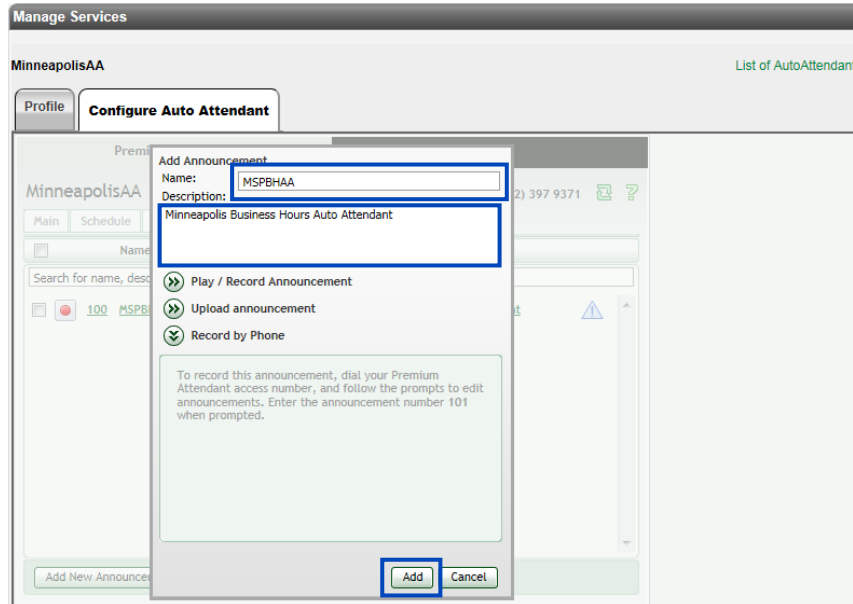 Manage Services
MinneapolisAA
List of AutoAttendant
Profile
Configure Auto Attendant
Premi
Add Announcement
Name: MSPBHAA
Description:
Minneapolis Business Hours Auto Attendant
MinneapolisAA
2) 397 9371
Main Schedule
Name
Search for name, desc
Play / Record Announcement
100 MSPB
Upload announcement
Record by Phone
To record this announcement, dial your Premium
Attendant access number, and follow the prompts to edit
announcements. Enter the announcement number 101
when prompted.
Add New Announce
Add Cancel